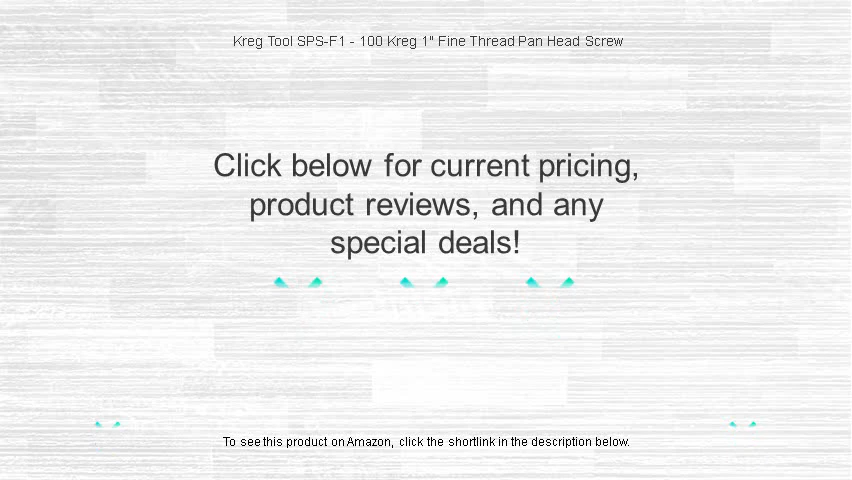 Kreg Tool SPS-F1 - 100 Kreg 1" Fine Thread Pan Head Screw
Click below for current pricing,
product reviews, and any
special deals!
To see this product on Amazon, click the shortlink in the description below.